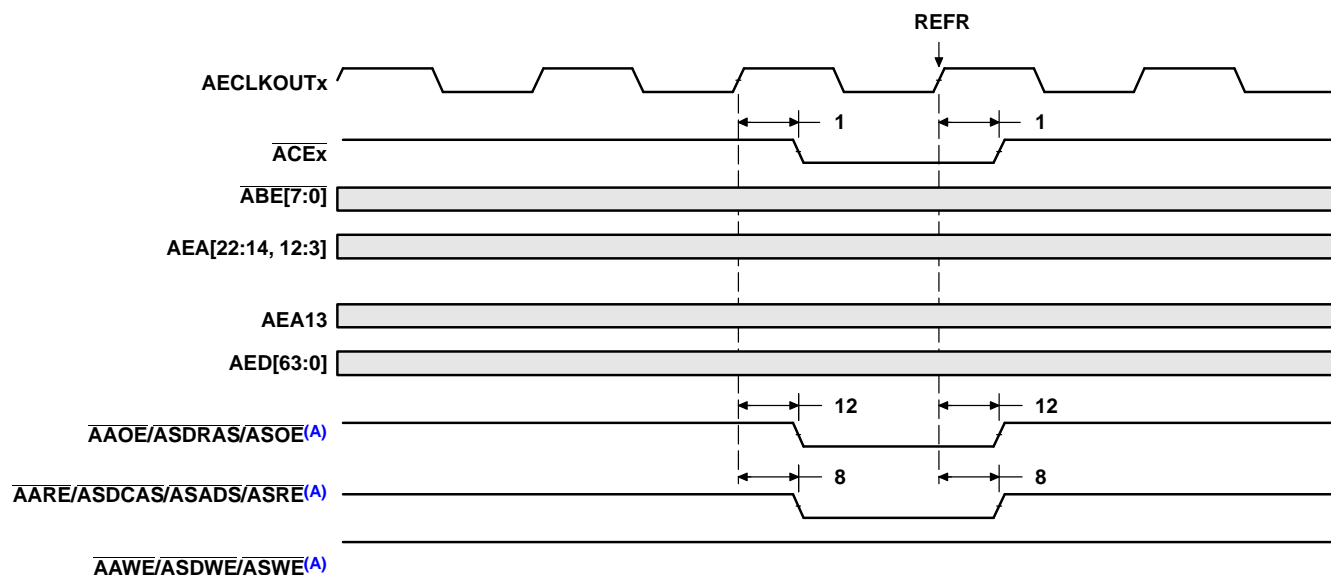 REFR
AECLKOUTx
1 1
ACEx
ABE[7:0]
AEA[22:14, 12:3]
AEA13
AED[63:0]
12 12
AAOE/ASDRAS/ASOE(A)
8 8
AARE/ASDCAS/ASADS/ASRE(A)
AAWE/ASDWE/ASWE(A)